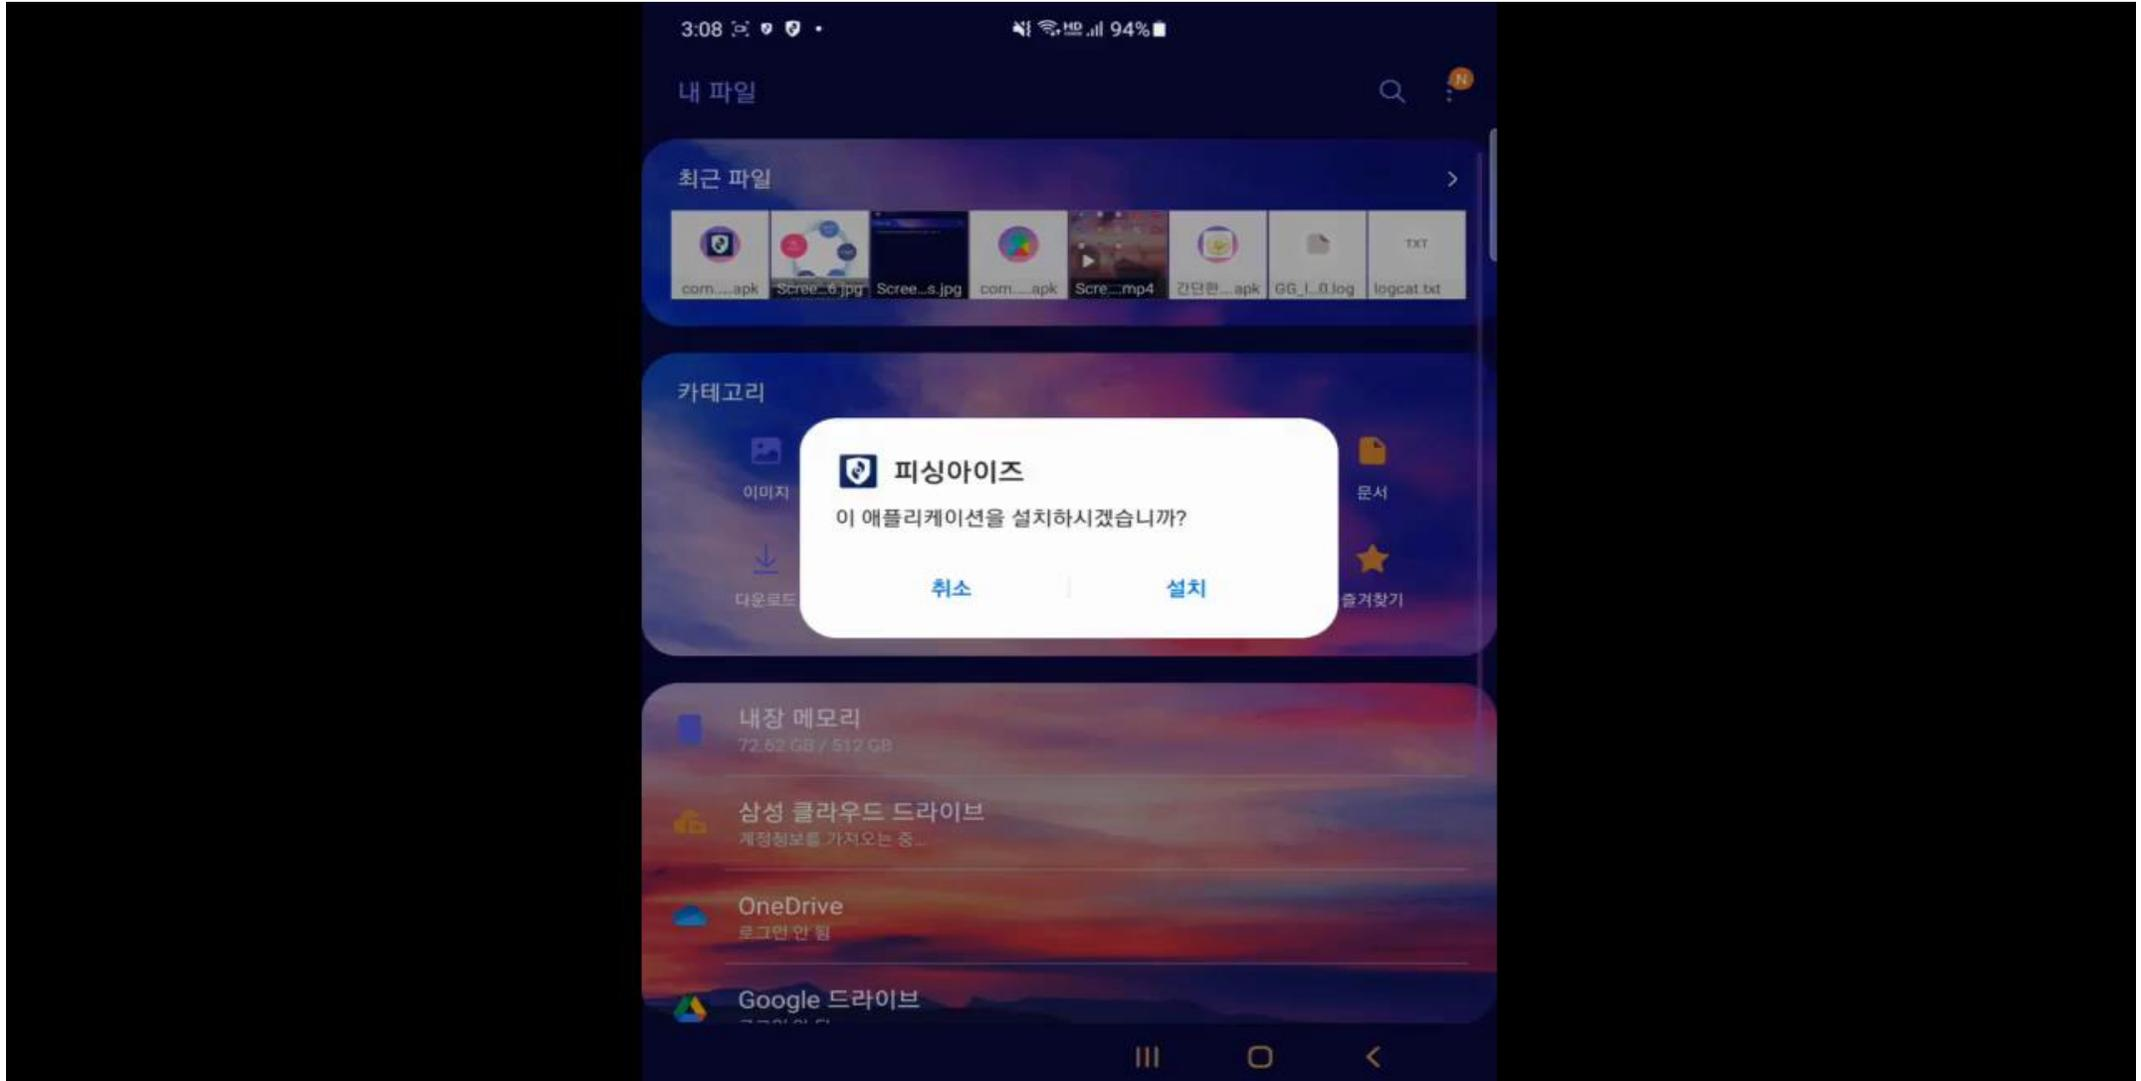 3:08
HD 94%
내 파일
N
최근 파일
com.....apk Scree...6.jpg Scree...s.jpg com.....apk Scre....mp4 간단한....apk GG_l...0.log logcat.txt
TXT
카테고리
이미지
문서
피싱아이즈
이 애플리케이션을 설치하시겠습니까?
취소
설치
다운로드
즐겨찾기
내장 메모리
72.62 GB / 512 GB
삼성 클라우드 드라이브
계정정보를 가져오는 중...
OneDrive
로그인 안 됨
Google 드라이브